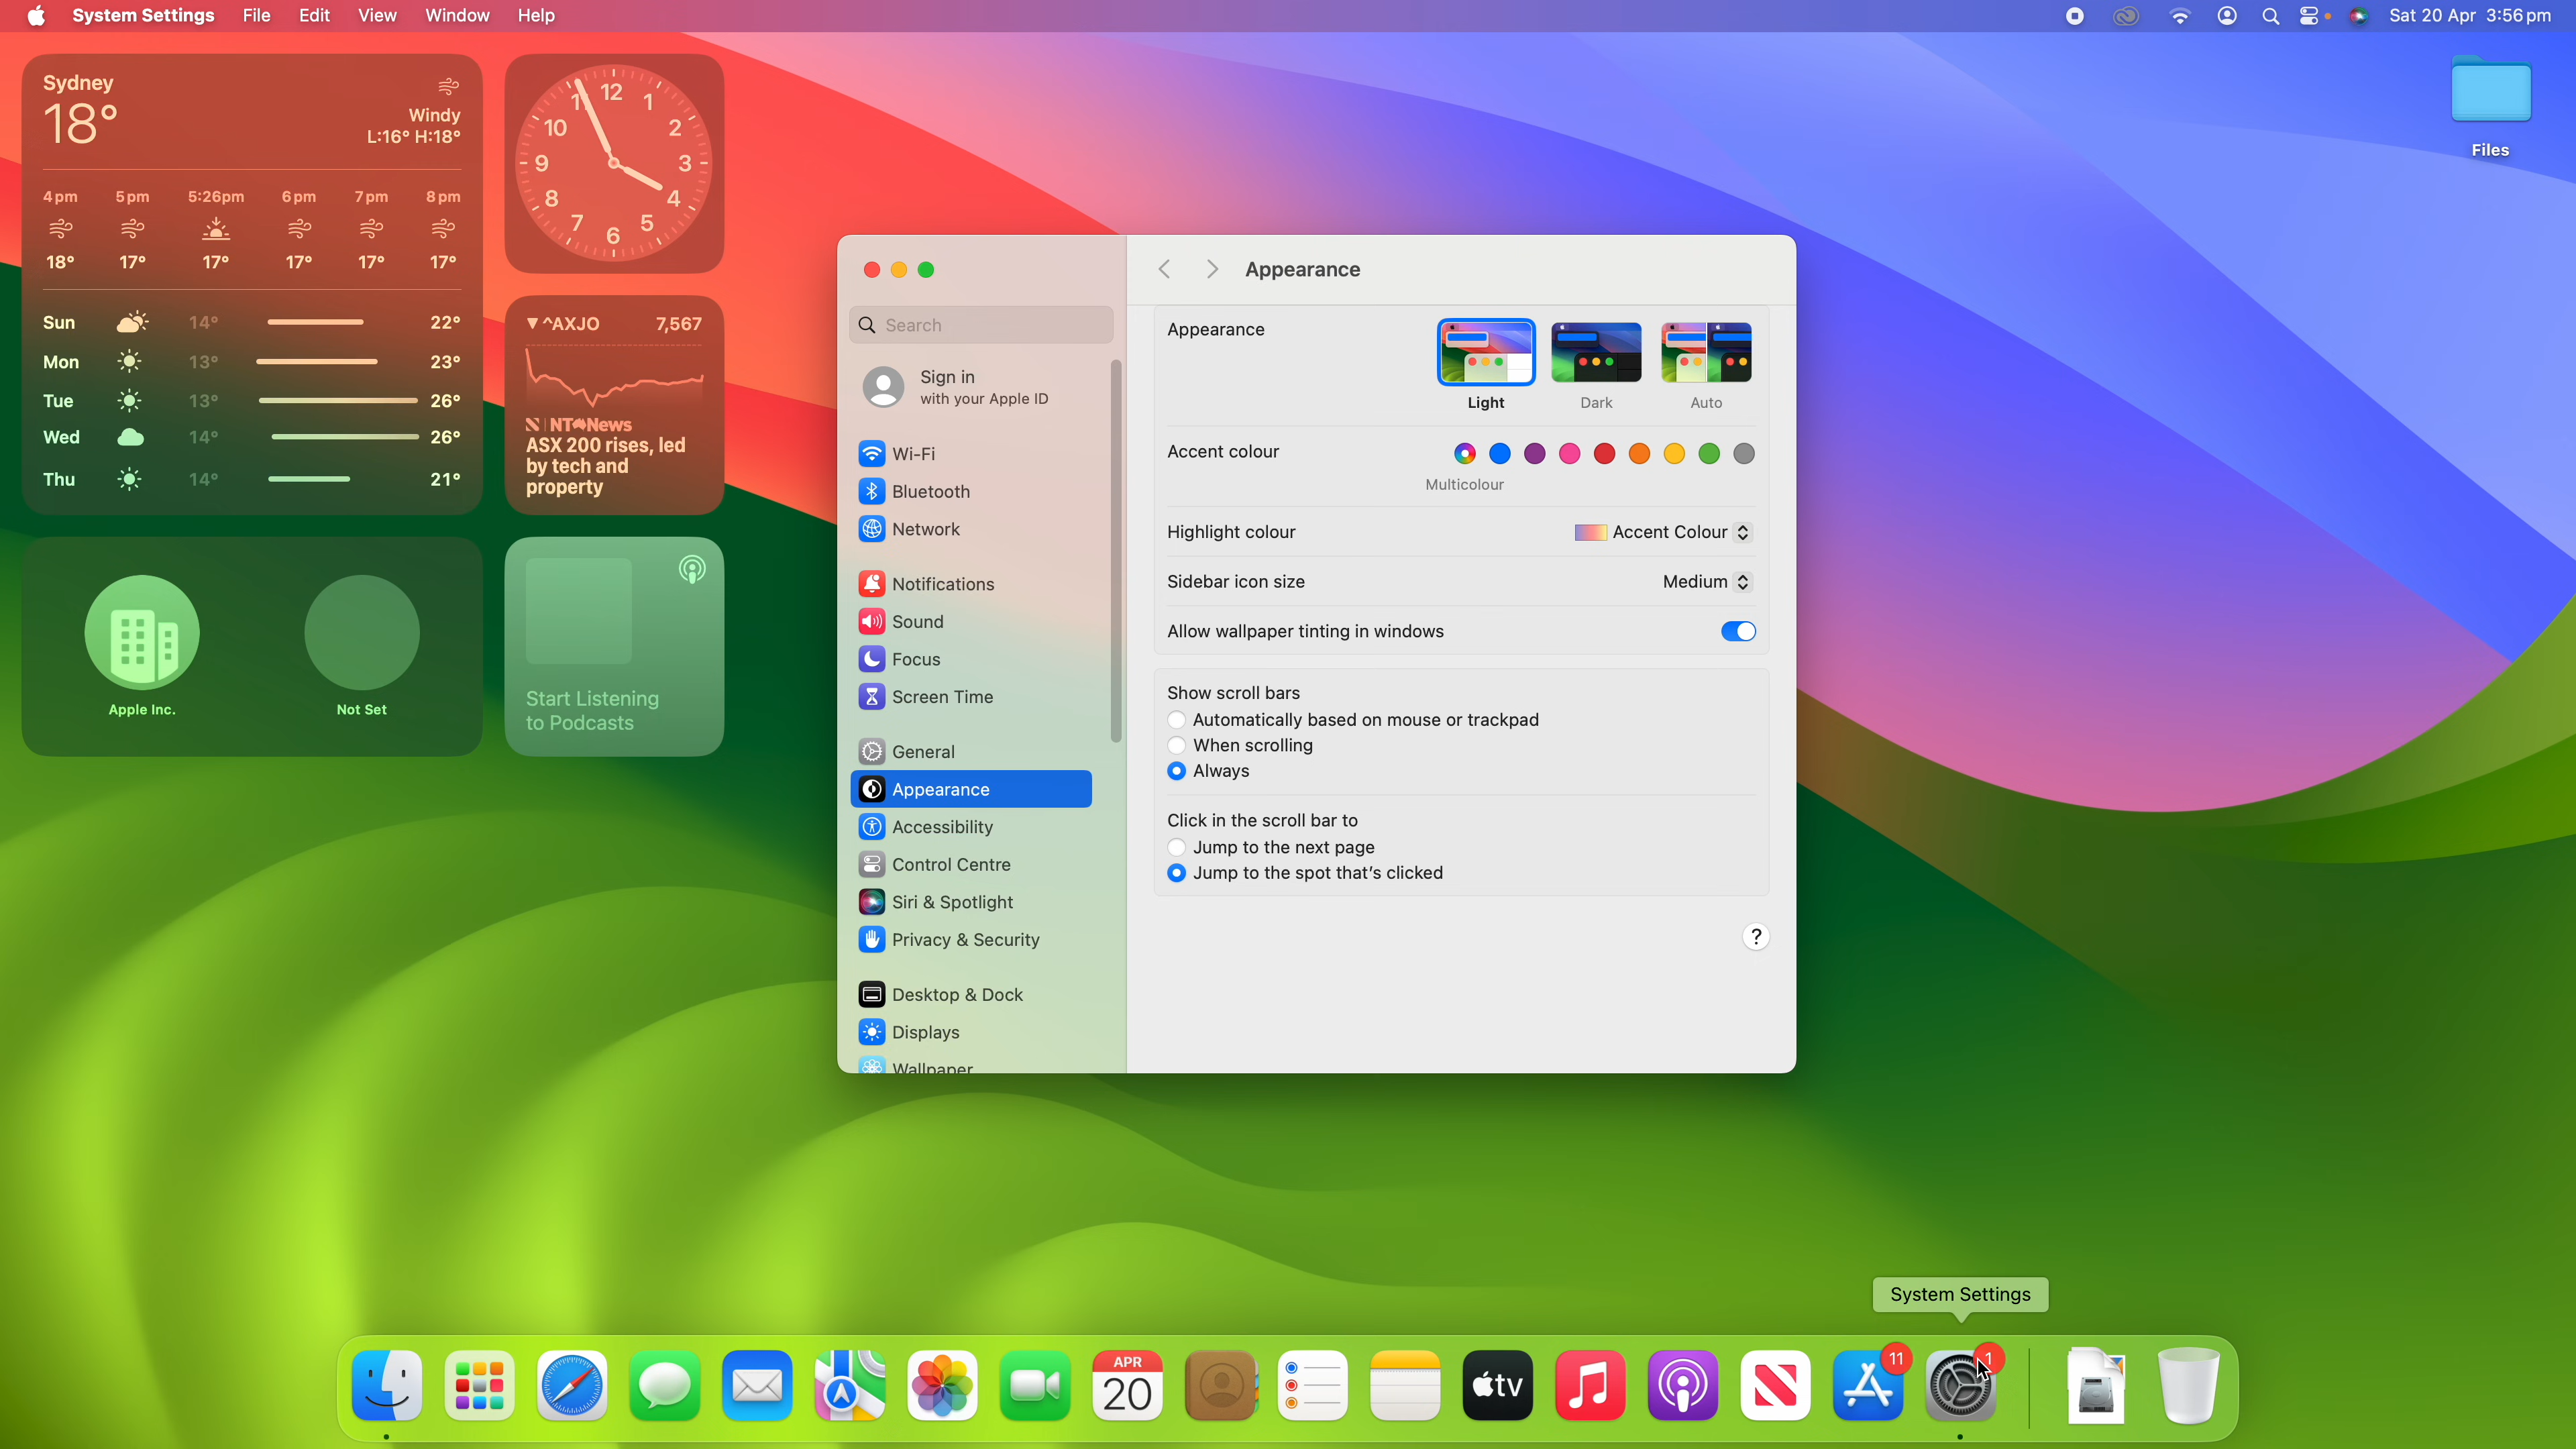 System Settings File Edit View Window Help
Sat 20 Apr 3:56 pm
Sydney
18°
Windy
L:16° H:18°
4 pm 5 pm 5:26pm 6 pm 7 pm 8 pm
18° 17° 17° 17° 17° 17°
Sun 14° 22°
Mon 13° 23°
Tue 13° 26°
Wed 14° 26°
Thu 14° 21°
12
1
2
3
4
5
6
7
8
9
10
11
▼ ^AXJO 7,567
NT News
ASX 200 rises, led
by tech and
property
Apple Inc.
Not Set
Start Listening
to Podcasts
Files
Search
Sign in
with your Apple ID
Wi-Fi
Bluetooth
Network
Notifications
Sound
Focus
Screen Time
General
Appearance
Accessibility
Control Centre
Siri & Spotlight
Privacy & Security
Desktop & Dock
Displays
Wallpaper
Appearance
Appearance
Light Dark Auto
Accent colour
Multicolour
Highlight colour Accent Colour
Sidebar icon size Medium
Allow wallpaper tinting in windows
Show scroll bars
Automatically based on mouse or trackpad
When scrolling
Always
Click in the scroll bar to
Jump to the next page
Jump to the spot that's clicked
?
System Settings
APR
20
tv
11
1